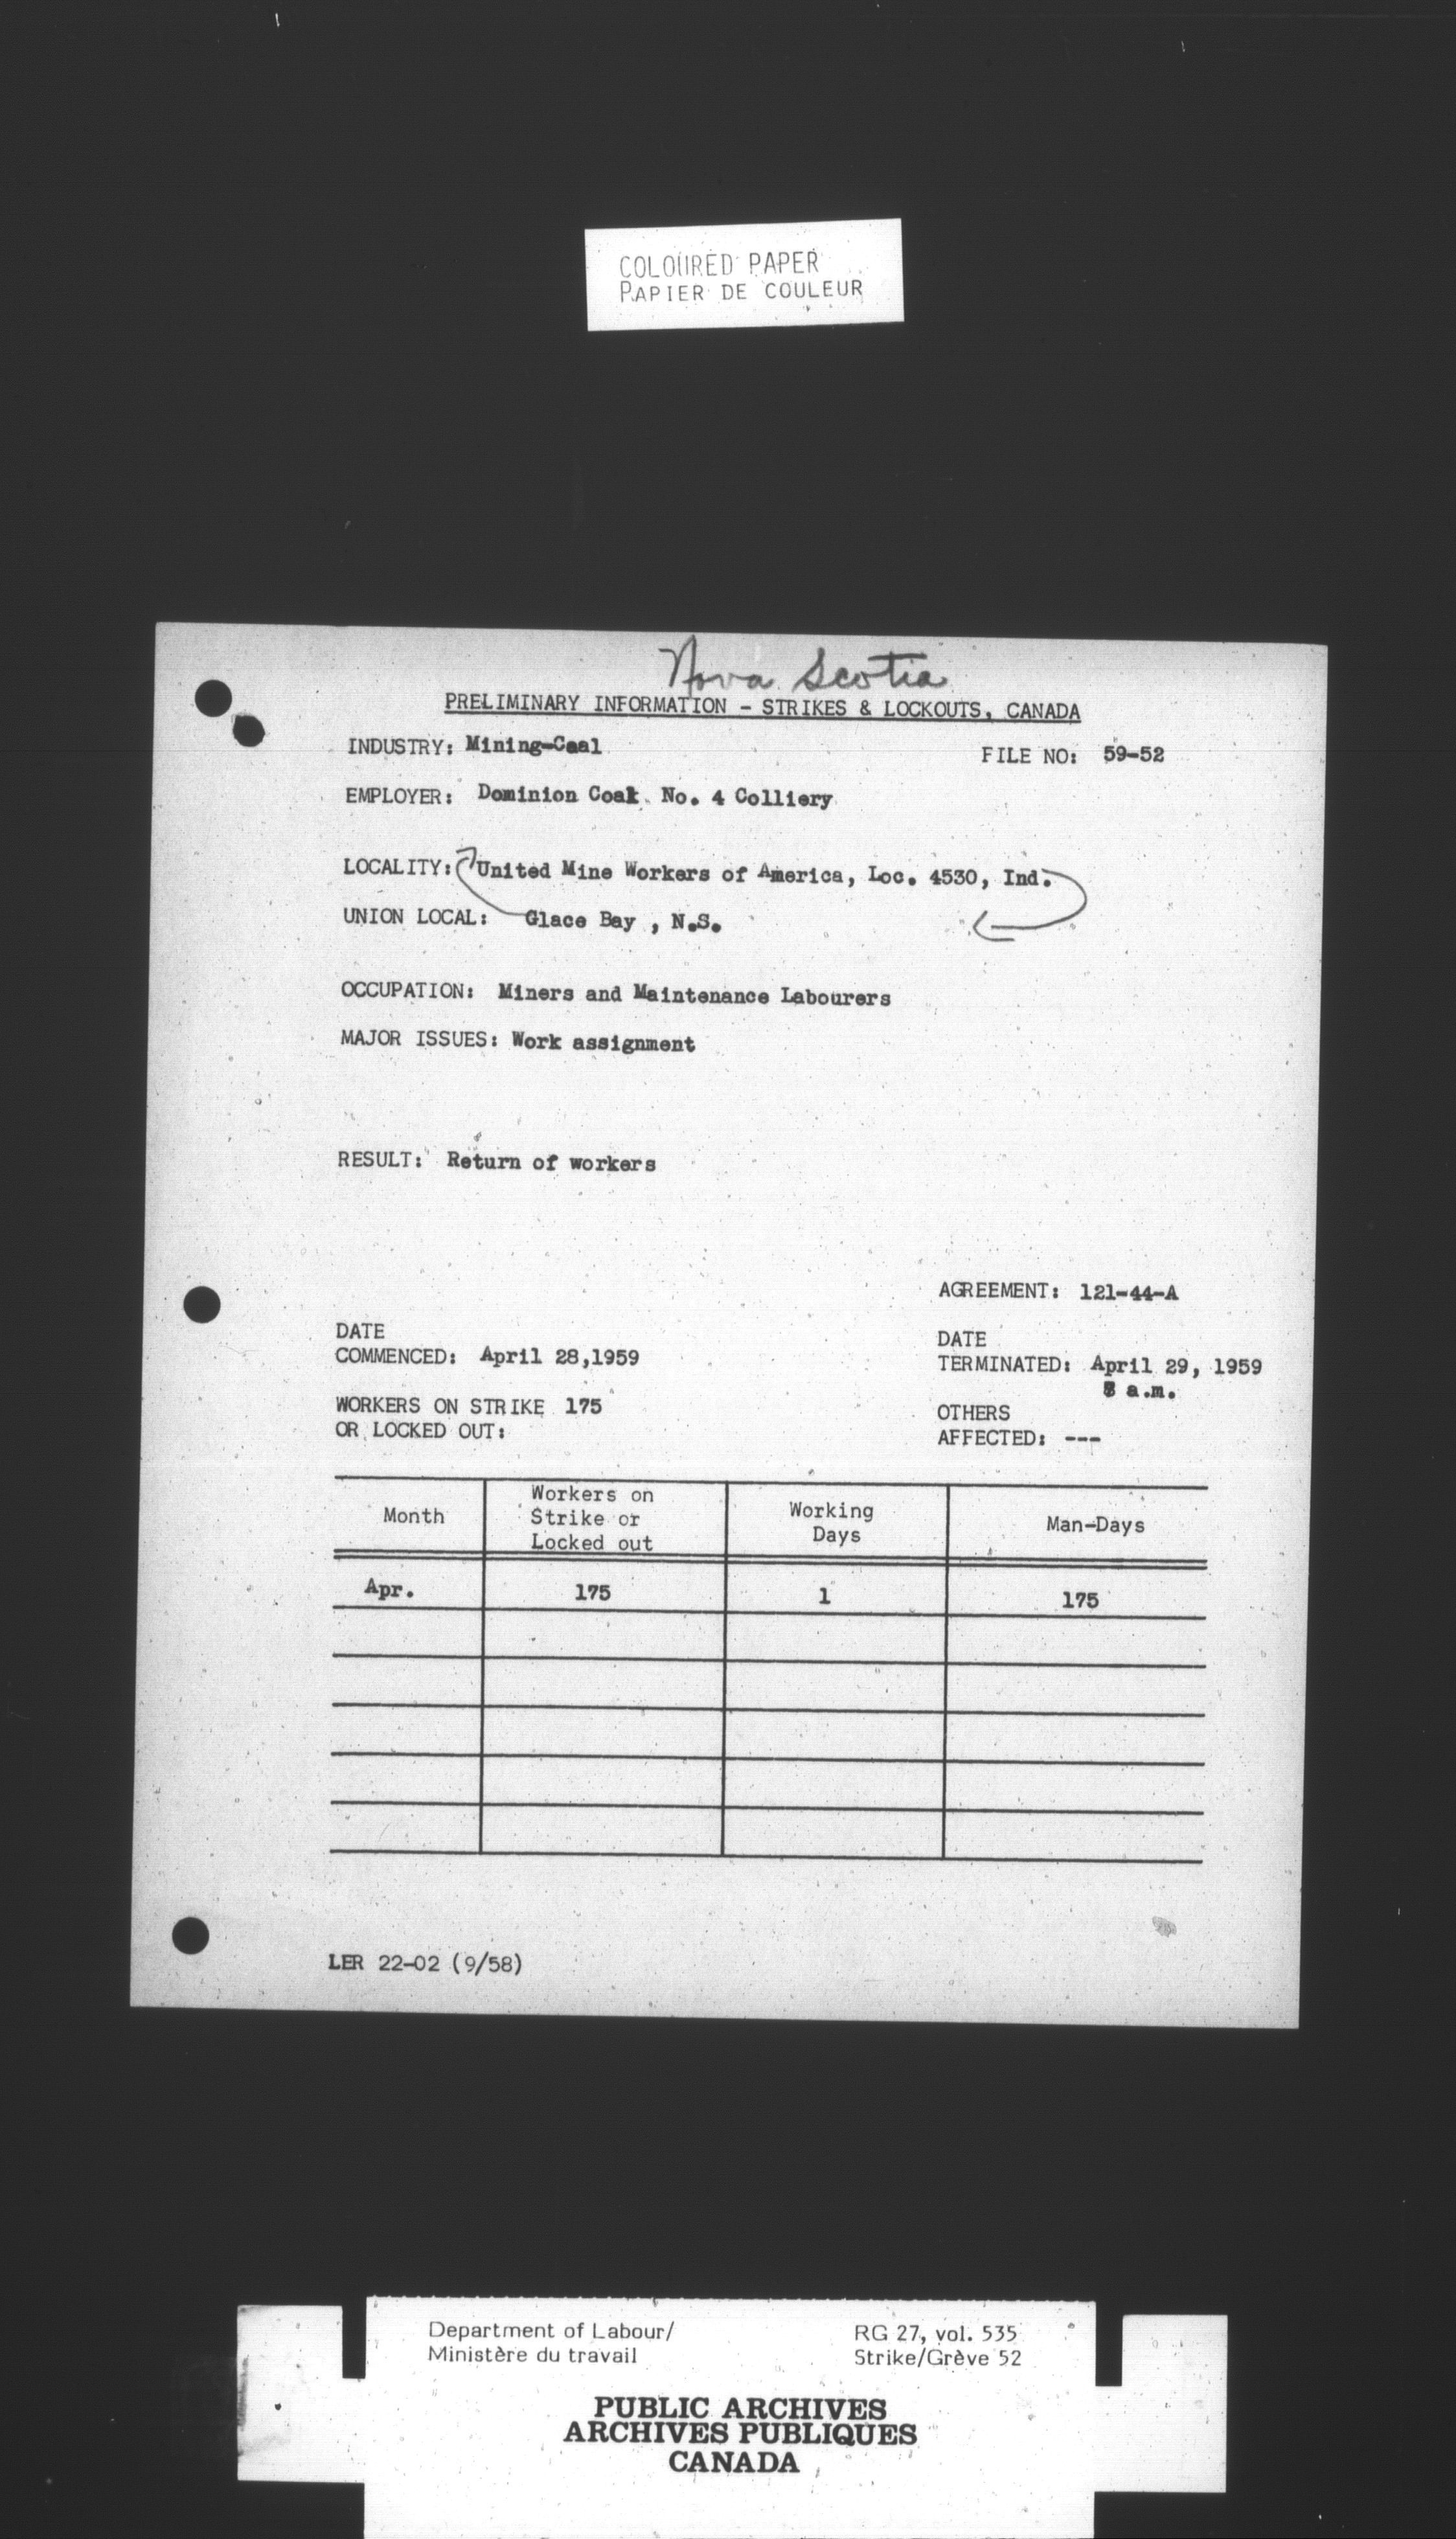 COLOURED PAPER
PAPIER DE COULEUR
Nova Scotia
PRELIMINARY INFORMATION - STRIKES & LOCKOUTS, CANADA
INDUSTRY: Mining-Coal
FILE NO: 59-52
EMPLOYER: Dominion Coal No. 4 Colliery
LOCALITY: United Mine Workers of America, Loc. 4530, Ind.
UNION LOCAL: Glace Bay , N.S.
OCCUPATION: Miners and Maintenance Labourers
MAJOR ISSUES: Work assignment
RESULT: Return of workers
AGREEMENT: 121-44-A
DATE
COMMENCED: April 28,1959
DATE
TERMINATED: April 29, 1959
a.m.
WORKERS ON STRIKE 175
OR LOCKED OUT:
OTHERS
AFFECTED: ---
Month
Workers on
Strike or
Locked out
Working
Days
Man-Days
Apr. 175 1 175
LER 22-02 (9/58)
Department of Labour/
Ministère du travail
RG 27, vol. 535
Strike/Grève 52
PUBLIC ARCHIVES
ARCHIVES PUBLIQUES
CANADA